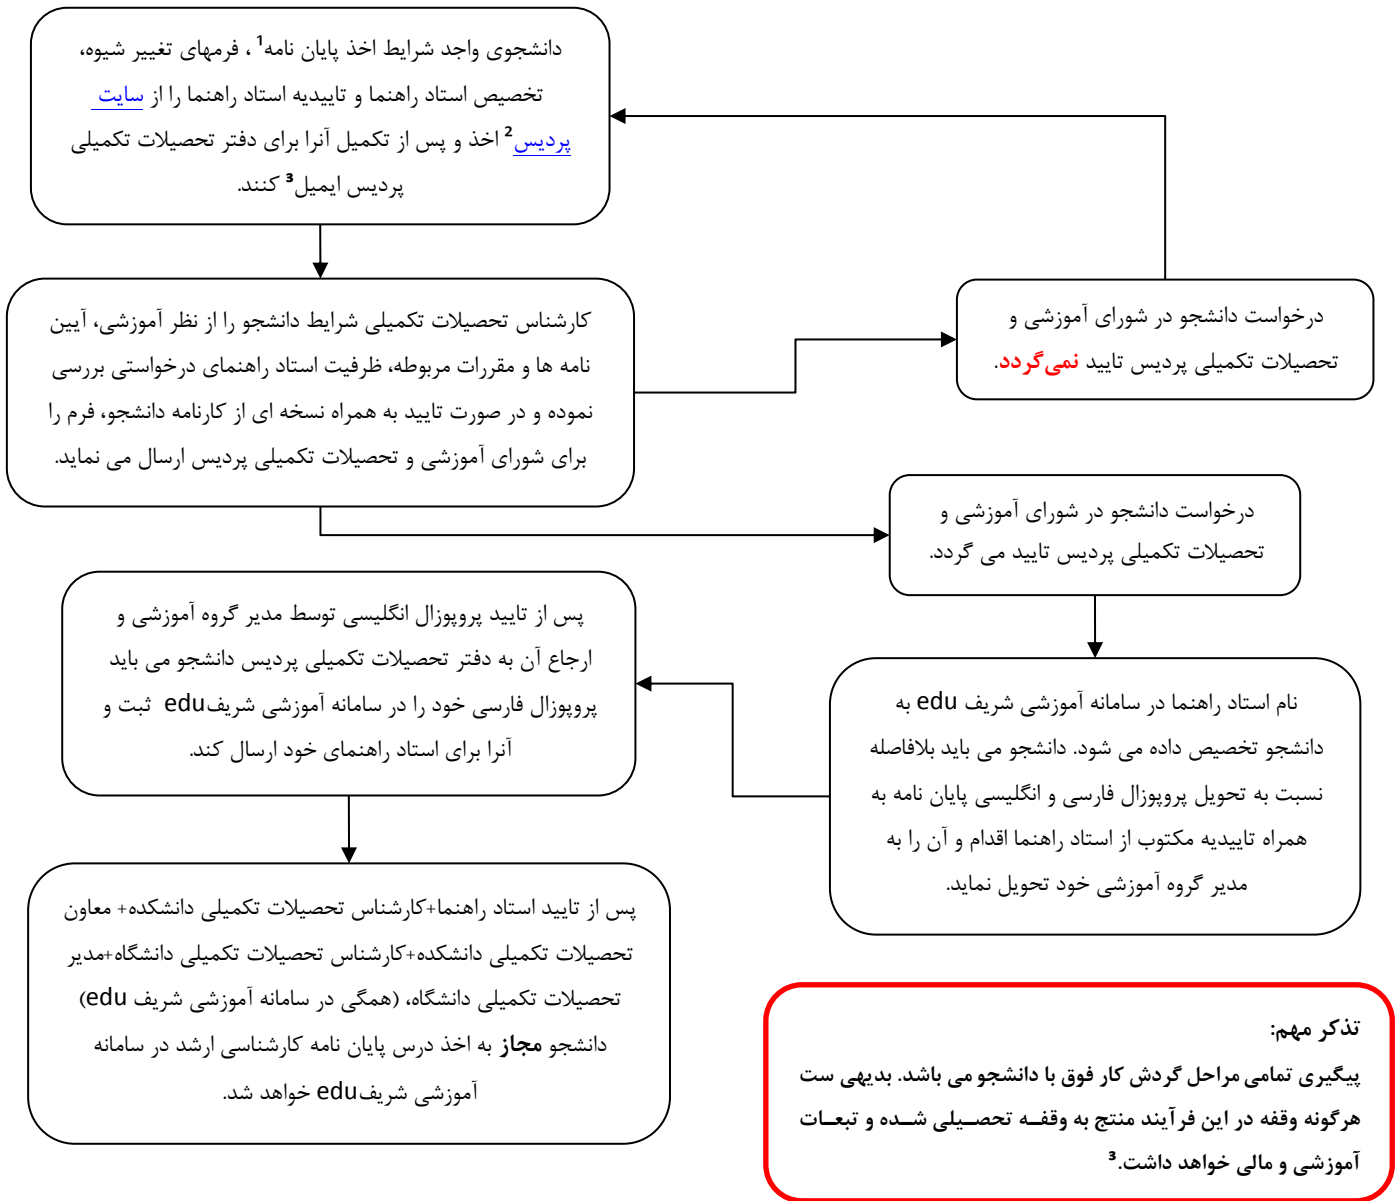 دانشجوی واجد شرایط اخذ پایان نامه¹ ، فرمهای تغییر شیوه،
تخصیص استاد راهنما و تاییدیه استاد راهنما را از سایت
پردیس² اخذ و پس از تکمیل آنرا برای دفتر تحصیلات تکمیلی
پردیس ایمیل³ کنند.
کارشناس تحصیلات تکمیلی شرایط دانشجو را از نظر آموزشی، آیین
نامه ها و مقررات مربوطه، ظرفیت استاد راهنمای درخواستی بررسی
نموده و در صورت تایید به همراه نسخه ای از کارنامه دانشجو، فرم را
برای شورای آموزشی و تحصیلات تکمیلی پردیس ارسال می نماید.
درخواست دانشجو در شورای آموزشی و
تحصیلات تکمیلی پردیس تایید نمی‌گردد.
درخواست دانشجو در شورای آموزشی و
تحصیلات تکمیلی پردیس تایید می گردد.
نام استاد راهنما در سامانه آموزشی شریف edu به
دانشجو تخصیص داده می شود. دانشجو می باید بلافاصله
نسبت به تحویل پروپوزال فارسی و انگلیسی پایان نامه به
همراه تاییدیه مکتوب از استاد راهنما اقدام و آن را به
مدیر گروه آموزشی خود تحویل نماید.
پس از تایید پروپوزال انگلیسی توسط مدیر گروه آموزشی و
ارجاع آن به دفتر تحصیلات تکمیلی پردیس دانشجو می باید
پروپوزال فارسی خود را در سامانه آموزشی شریفedu ثبت و
آنرا برای استاد راهنمای خود ارسال کند.
پس از تایید استاد راهنما+کارشناس تحصیلات تکمیلی دانشکده+ معاون
تحصیلات تکمیلی دانشکده+کارشناس تحصیلات تکمیلی دانشگاه+مدیر
تحصیلات تکمیلی دانشگاه، (همگی در سامانه آموزشی شریف edu)
دانشجو مجاز به اخذ درس پایان نامه کارشناسی ارشد در سامانه
آموزشی شریفedu خواهد شد.
تذکر مهم:
پیگیری تمامی مراحل گردش کار فوق با دانشجو می باشد. بدیهی ست
هرگونه وقفه در این فرآیند منتج به وقفـه تحصـیلی شـده و تبعـات
آموزشی و مالی خواهد داشت.³